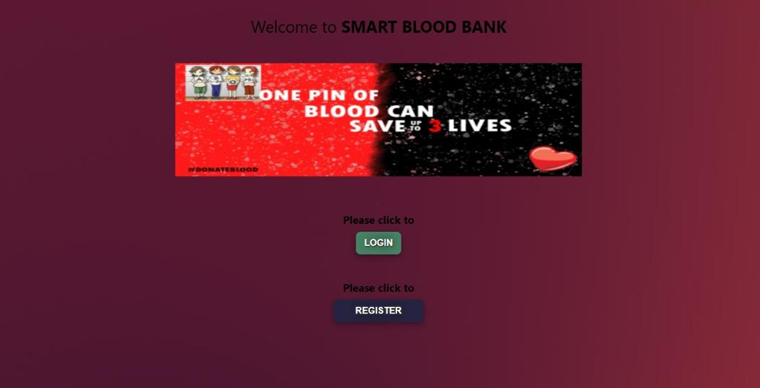 Welcome to SMART BLOOD BANK
ONE PIN OF
BLOOD CAN
SAVE UP TO 3 LIVES
#DONATEBLOOD
Please click to
LOGIN
Please click to
REGISTER